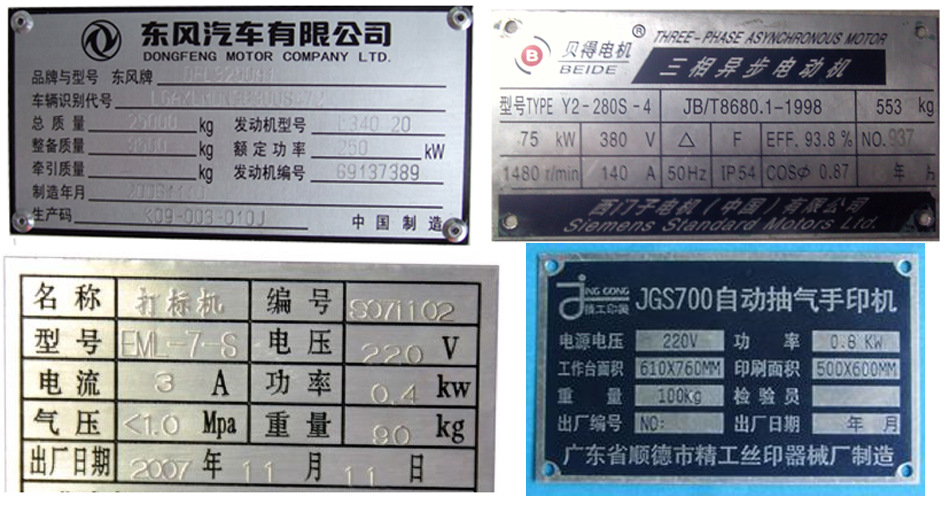 东风汽车有限公司
DONGFENG MOTOR COMPANY LTD.
品牌与型号 东风牌
车辆识别代号
总质量 25000 kg 发动机型号 L340 20
整备质量 kg 额定功率 250 kW
牵引质量 kg 发动机编号 69137389
制造年月
生产码 K09-003-010J 中国制造
B 贝得电机 ® THREE-PHASE ASYNCHRONOUS MOTOR
BEIDE 三相异步电动机
型号TYPE Y2-280S-4 JB/T8680.1-1998 553 kg
75 kW 380 V △ F EFF. 93.8 % NO. 937
1480 r/min 140 A 50Hz IP54 COSΦ 0.87 年 月
西门子电机(中国)有限公司
Siemens Standard Motors Ltd.
名称 打标机 编号 S071102
型号 EML-7-S 电压 220 V
电流 3 A 功率 0.4 kw
气压 <1.0 Mpa 重量 90 kg
出厂日期 2007 年 11 月 11 日
JING GONG
精工印美 JGS700自动抽气手印机
电源电压 220V 功率 0.8 KW
工作台面积 610X760MM 印刷面积 500X600MM
重量 100kg 检验员
出厂编号 NO: 出厂日期 年 月
广东省顺德市精工丝印器械厂制造